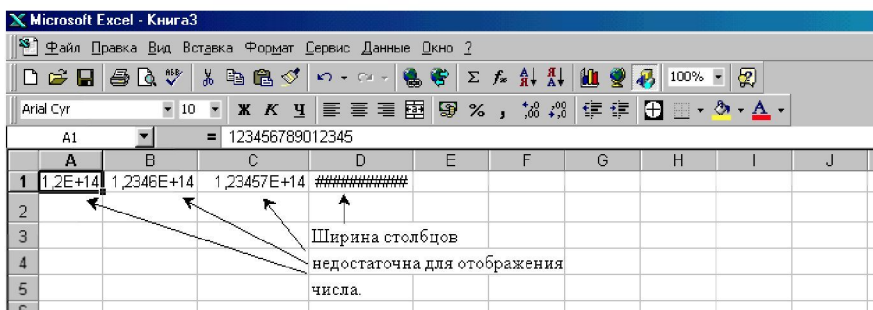 Microsoft Excel - Книга3
Файл Правка Вид Вставка Формат Сервис Данные Окно ?
Σ fx 100%
Arial Cyr 10 Ж К Ч % ,
A1 = 123456789012345
A B C D E F G H I J
1 1,2E+14 1,2346E+14 1,23457E+14 ###########
2
3 Ширина столбцов
4 недостаточна для отображения
5 числа.